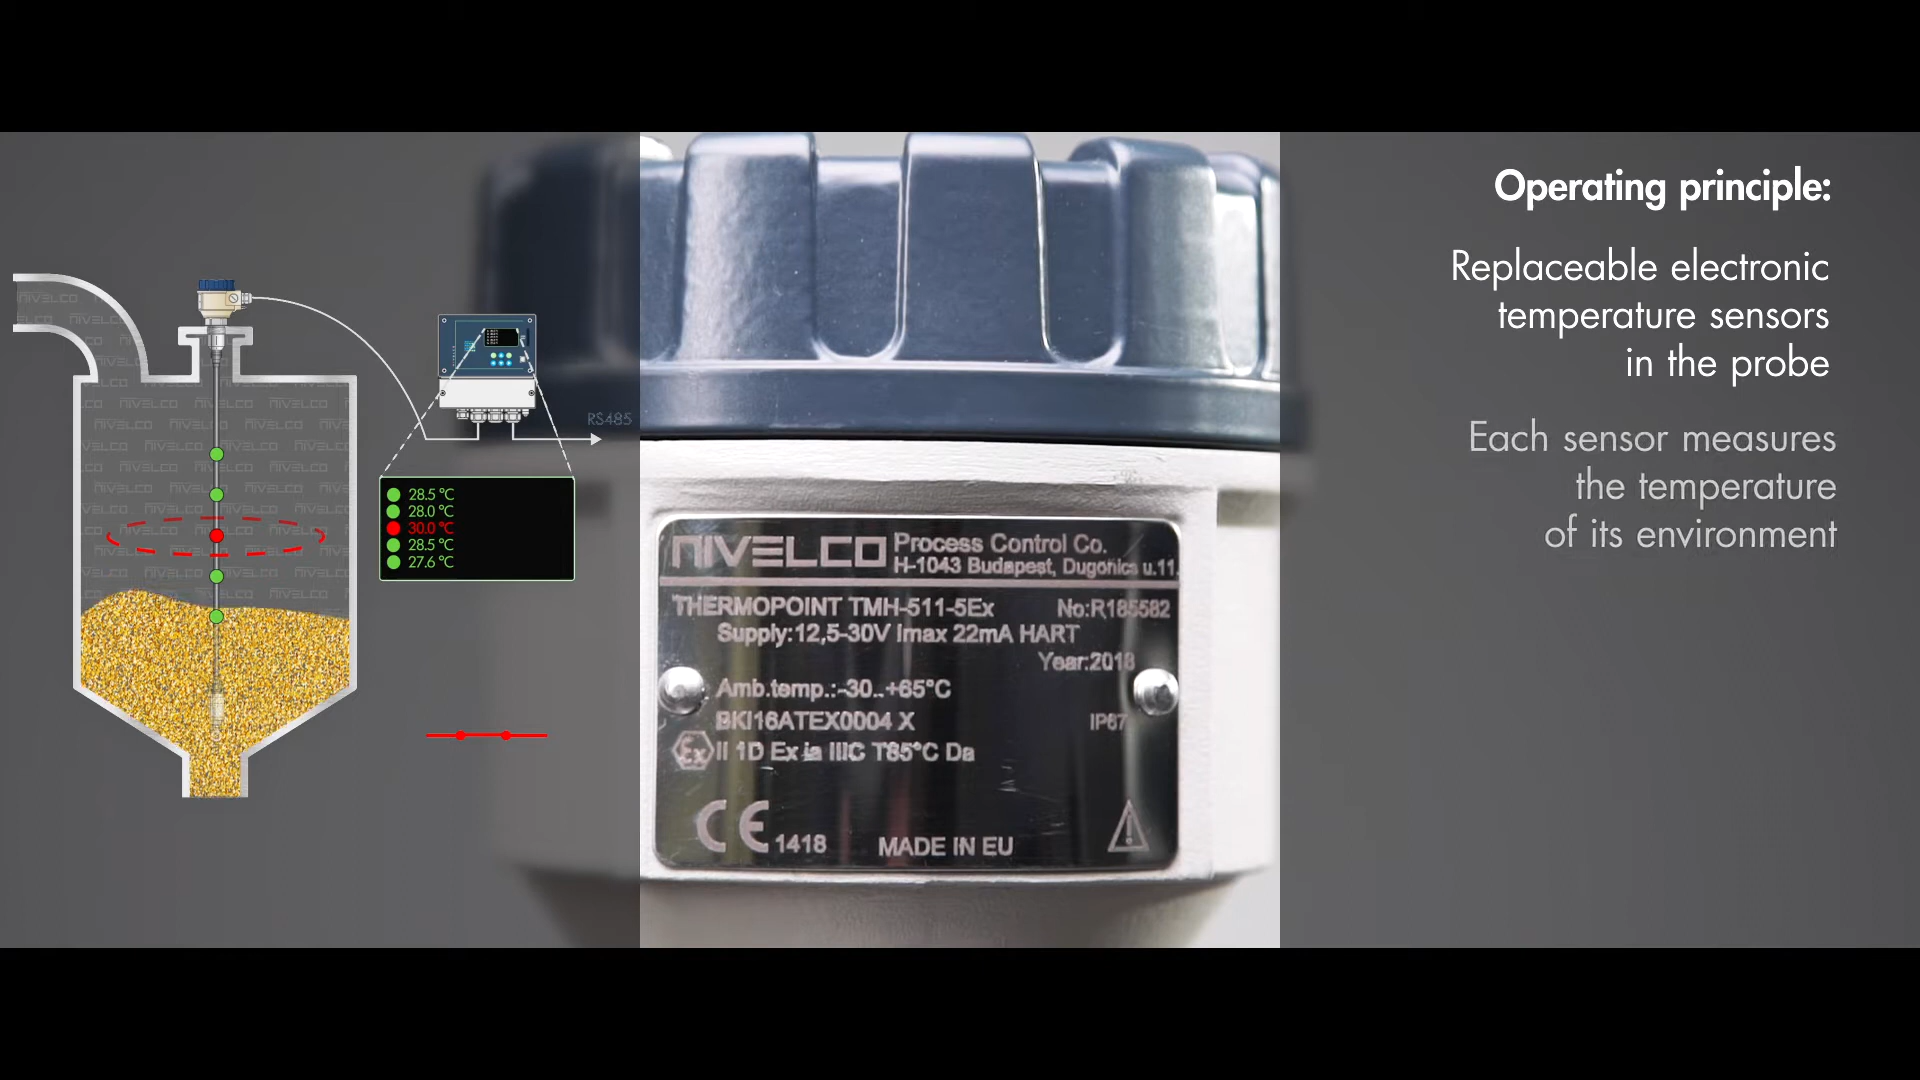 RS485
28.5 °C
28.0 °C
30.0 °C
28.5 °C
27.6 °C
NIVELCO Process Control Co.
H-1043 Budapest, Dugonics u.11.
THERMOPOINT TMH-511-5Ex No:R185582
Supply:12,5-30V Imax 22mA HART
Year:2018
Amb.temp.:-30..+65°C
BKI16ATEX0004 X IP67
Ex II 1D Ex ia IIIC T85°C Da
CE 1418 MADE IN EU
Operating principle:
Replaceable electronic
temperature sensors
in the probe
Each sensor measures
the temperature
of its environment